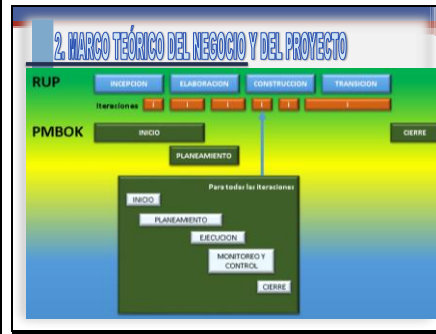 2. MARCO TEÓRICO DEL NEGOCIO Y DEL PROYECTO
RUP
INCEPCION ELABORACION CONSTRUCCION TRANSICION
Iteraciones I I I I I I
PMBOK INICIO CIERRE
PLANEAMIENTO
Para todas las Iteraciones
INICIO
PLANEAMIENTO
EJECUCION
MONITOREO Y
CONTROL
CIERRE